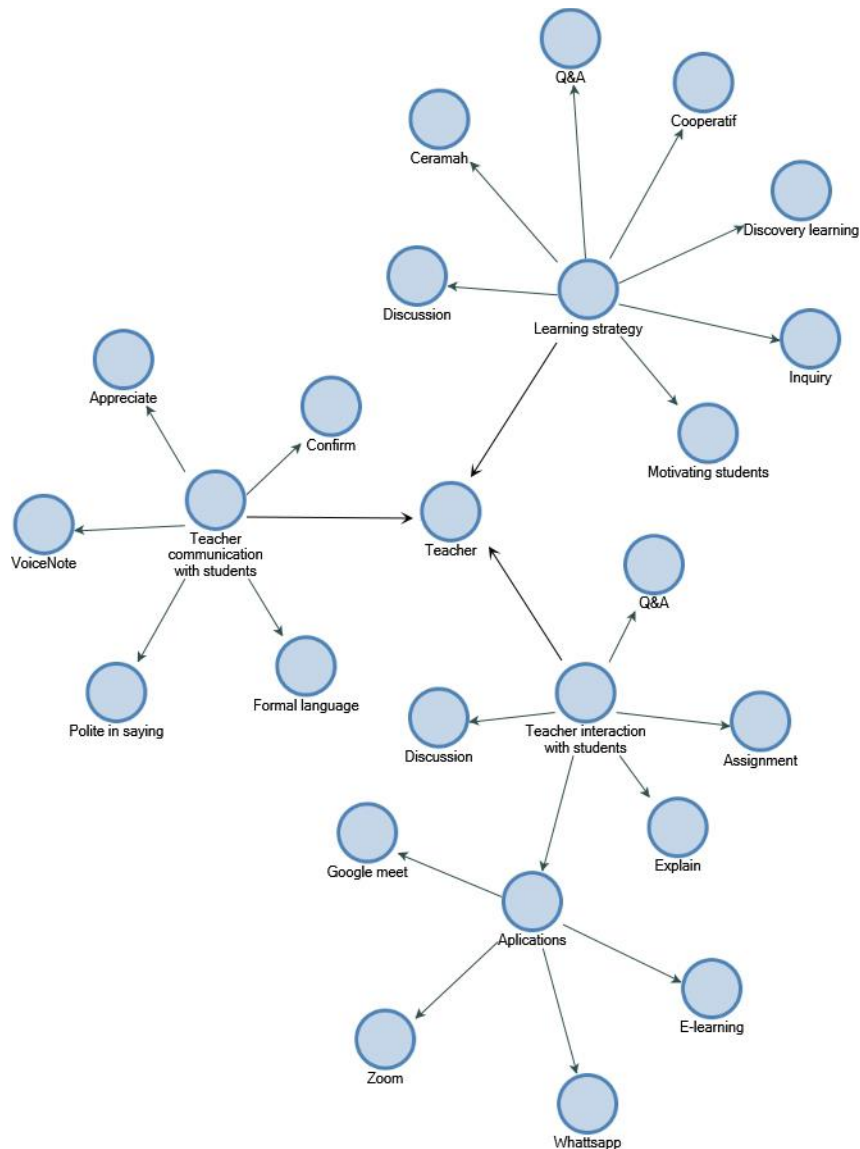 Q&A
Cooperatif
Ceramah
Discovery learning
Discussion
Learning strategy
Inquiry
Appreciate
Confirm
Motivating students
Teacher
VoiceNote
Teacher
communication
with students
Q&A
Polite in saying
Formal language
Discussion
Teacher interaction
with students
Assignment
Google meet
Explain
Aplications
E-learning
Zoom
Whattsapp